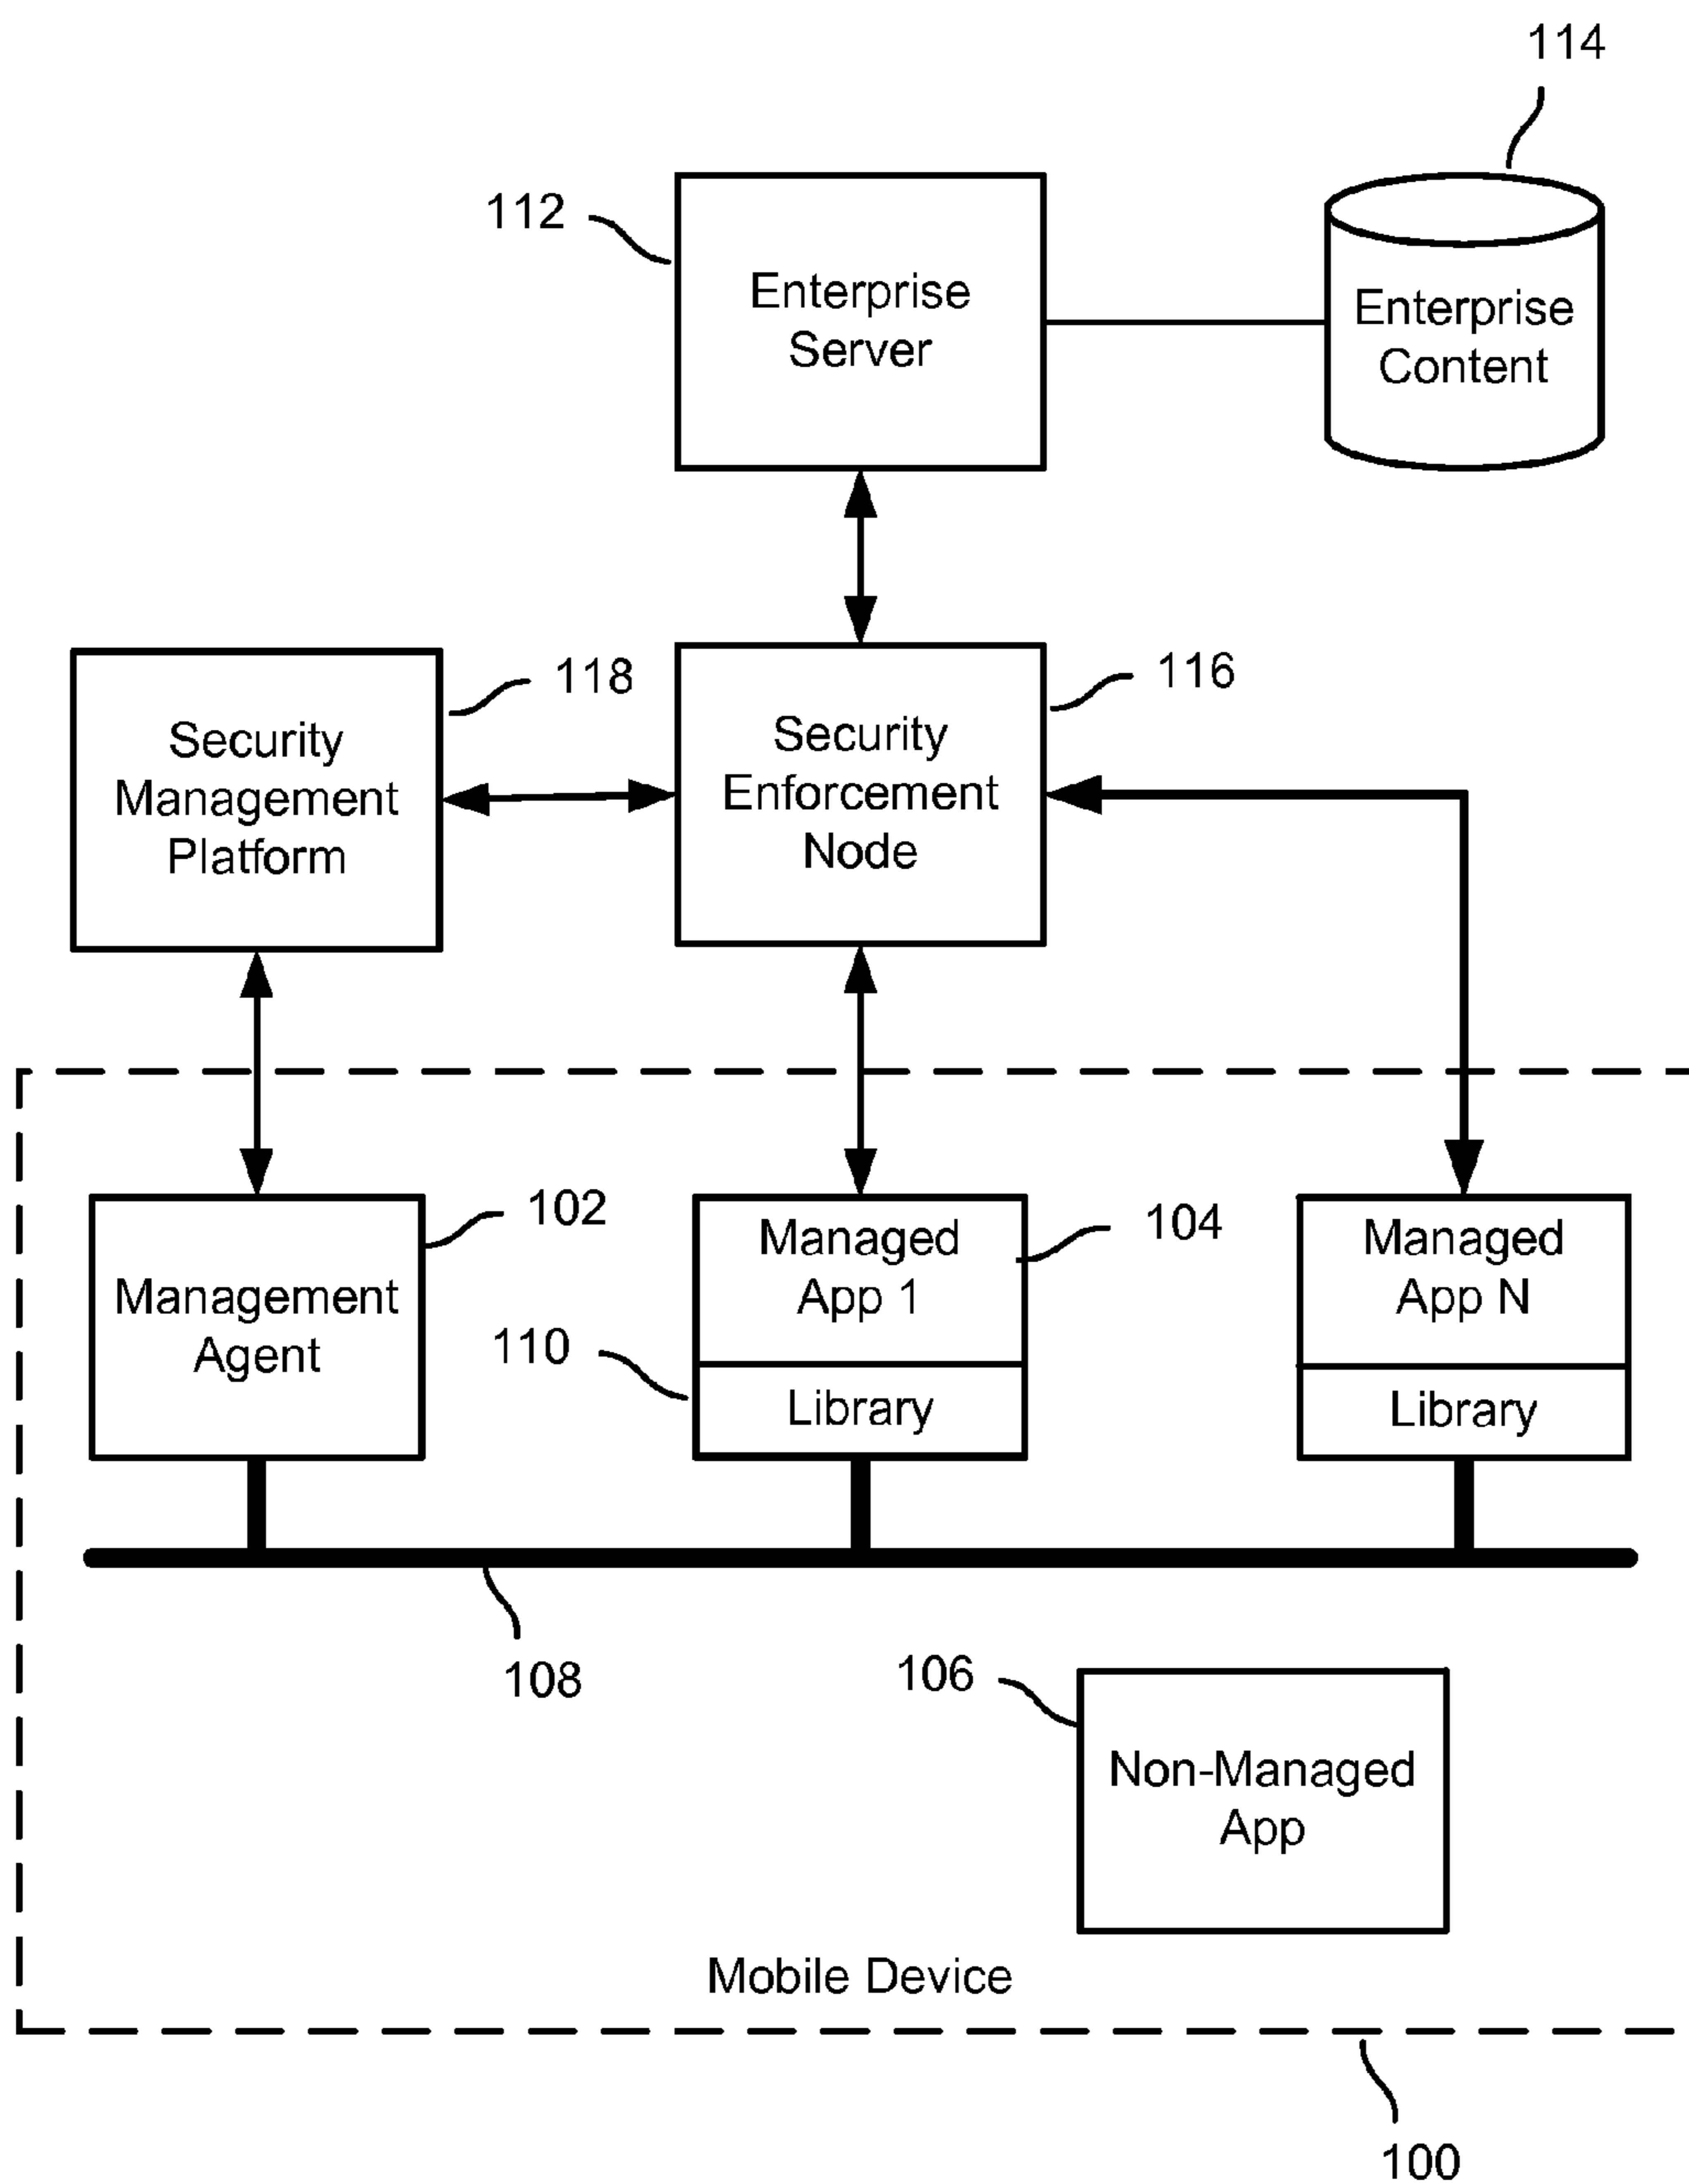 114
112
Enterprise
Server
Enterprise
Content
118
116
Security
Management
Platform
Security
Enforcement
Node
102
104
Management
Agent
Managed
App 1
Managed
App N
110
Library
Library
108
106
Non-Managed
App
Mobile Device
100